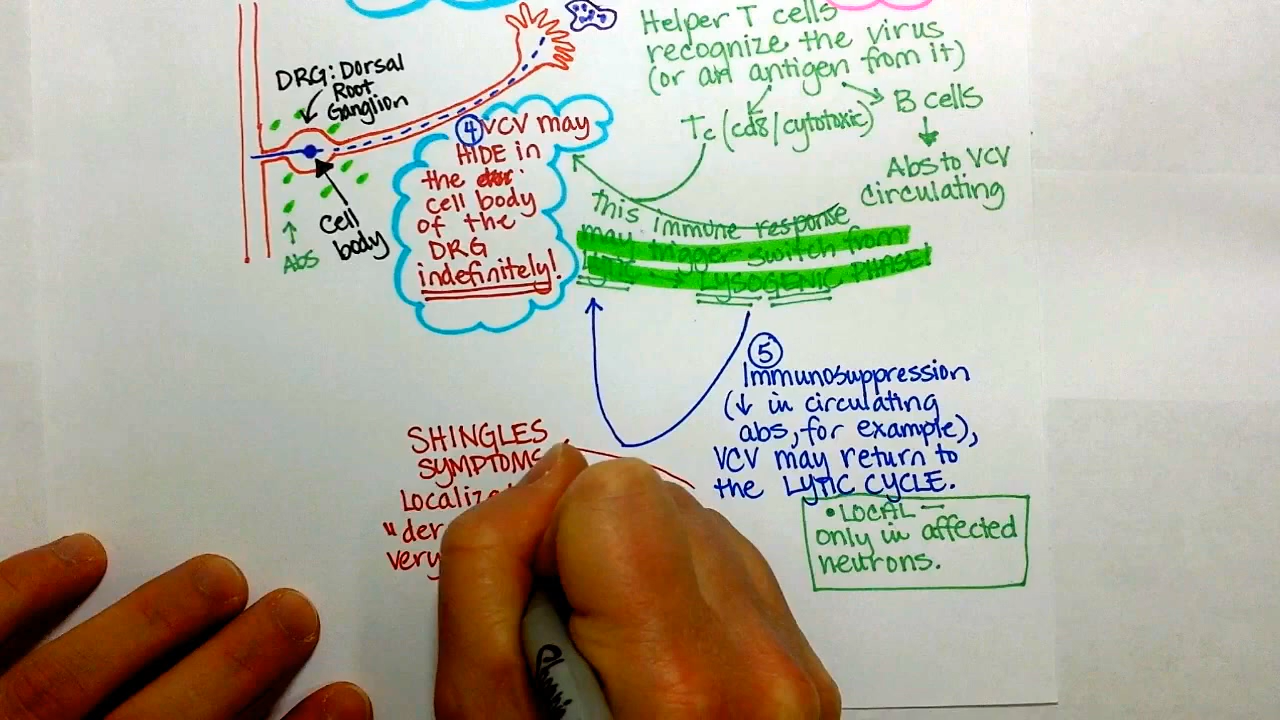 Helper T cells
recognize the virus
(or an antigen from it)
Tc (cd8/cytotoxic)
B cells
Abs to VCV
circulating
DRG: Dorsal
Root
Ganglion
Cell
body
Abs
④ VCV may
HIDE in
the
cell body
of the
DRG
indefinitely!
this immune response
may trigger switch from
LYTIC → LYSOGENIC PHASE!
⑤
Immunosuppression
(↓ in circulating
abs, for example),
VCV may return to
the LYTIC CYCLE.
• LOCAL —
only in affected
neutrons.
SHINGLES
SYMPTOMS
very